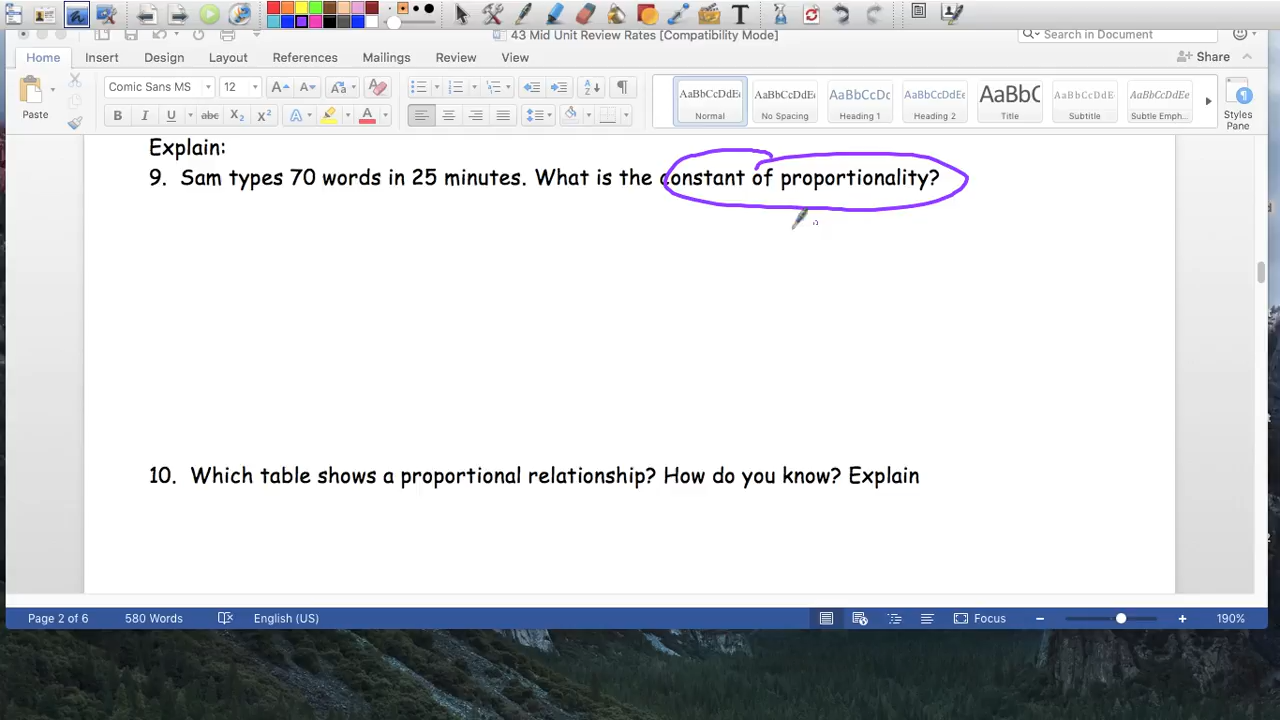 43 Mid Unit Review Rates [Compatibility Mode]
Search in Document
Home Insert Design Layout References Mailings Review View
Share
Paste
Comic Sans MS 12
AaBbCcDdEe AaBbCcDdEe AaBbCcDc AaBbCcDdEe AaBbC AaBbCcDdEe AaBbCcDdEe
Normal No Spacing Heading 1 Heading 2 Title Subtitle Subtle Emph...
Styles Pane
Explain:
9. Sam types 70 words in 25 minutes. What is the constant of proportionality?
10. Which table shows a proportional relationship? How do you know? Explain
Page 2 of 6 580 Words English (US) Focus 190%